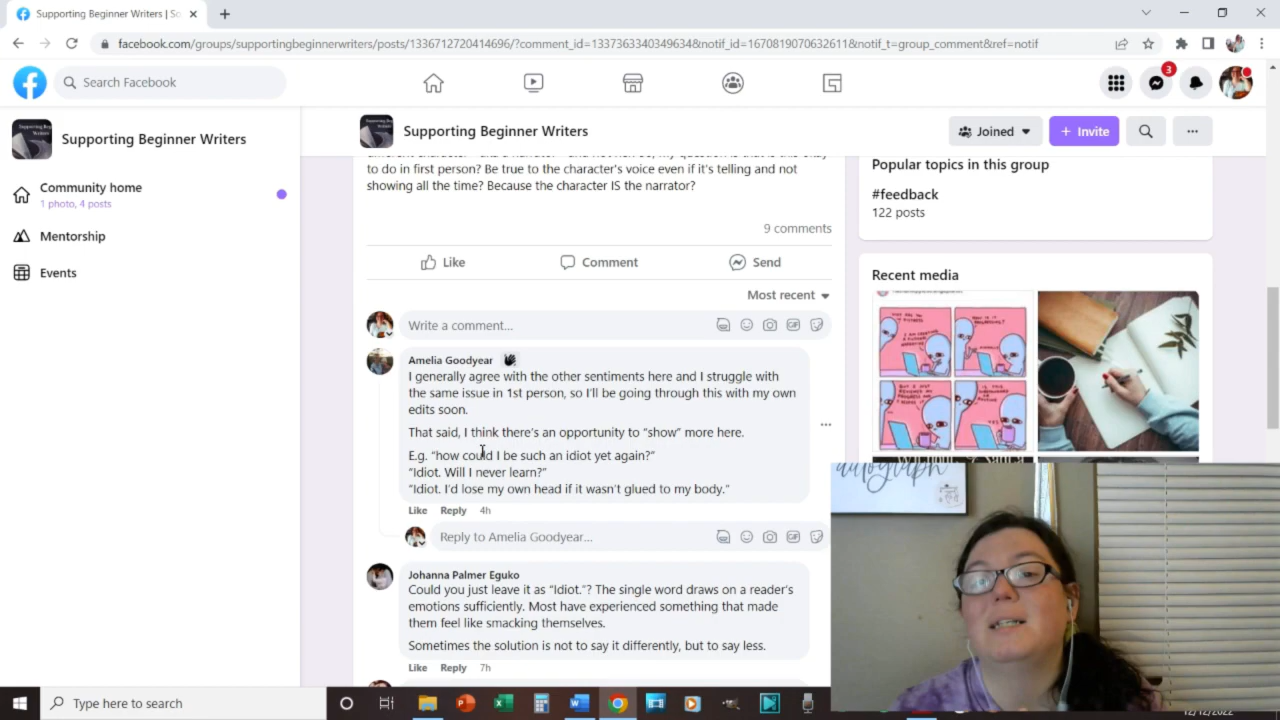 Supporting Beginner Writers | So
facebook.com/groups/supportingbeginnerwriters/posts/1336712720414696/?comment_id=1337363340349634&notif_id=1670819070632611&notif_t=group_comment&ref=notif
Search Facebook
3
Supporting Beginner Writers
Community home
1 photo, 4 posts
Mentorship
Events
Supporting Beginner Writers
Joined
+ Invite
to do in first person? Be true to the character's voice even if it's telling and not
showing all the time? Because the character IS the narrator?
9 comments
Like
Comment
Send
Most recent
Write a comment...
Amelia Goodyear
I generally agree with the other sentiments here and I struggle with
the same issue in 1st person, so I'll be going through this with my own
edits soon.
That said, I think there's an opportunity to “show” more here.
E.g. “how could I be such an idiot yet again?”
“Idiot. Will I never learn?”
“Idiot. I'd lose my own head if it wasn't glued to my body.”
Like Reply 4h
Reply to Amelia Goodyear...
Johanna Palmer Eguko
Could you just leave it as “Idiot.”? The single word draws on a reader's
emotions sufficiently. Most have experienced something that made
them feel like smacking themselves.
Sometimes the solution is not to say it differently, but to say less.
Like Reply 7h
Popular topics in this group
#feedback
122 posts
Recent media
autograph
Type here to search
12/12/2022